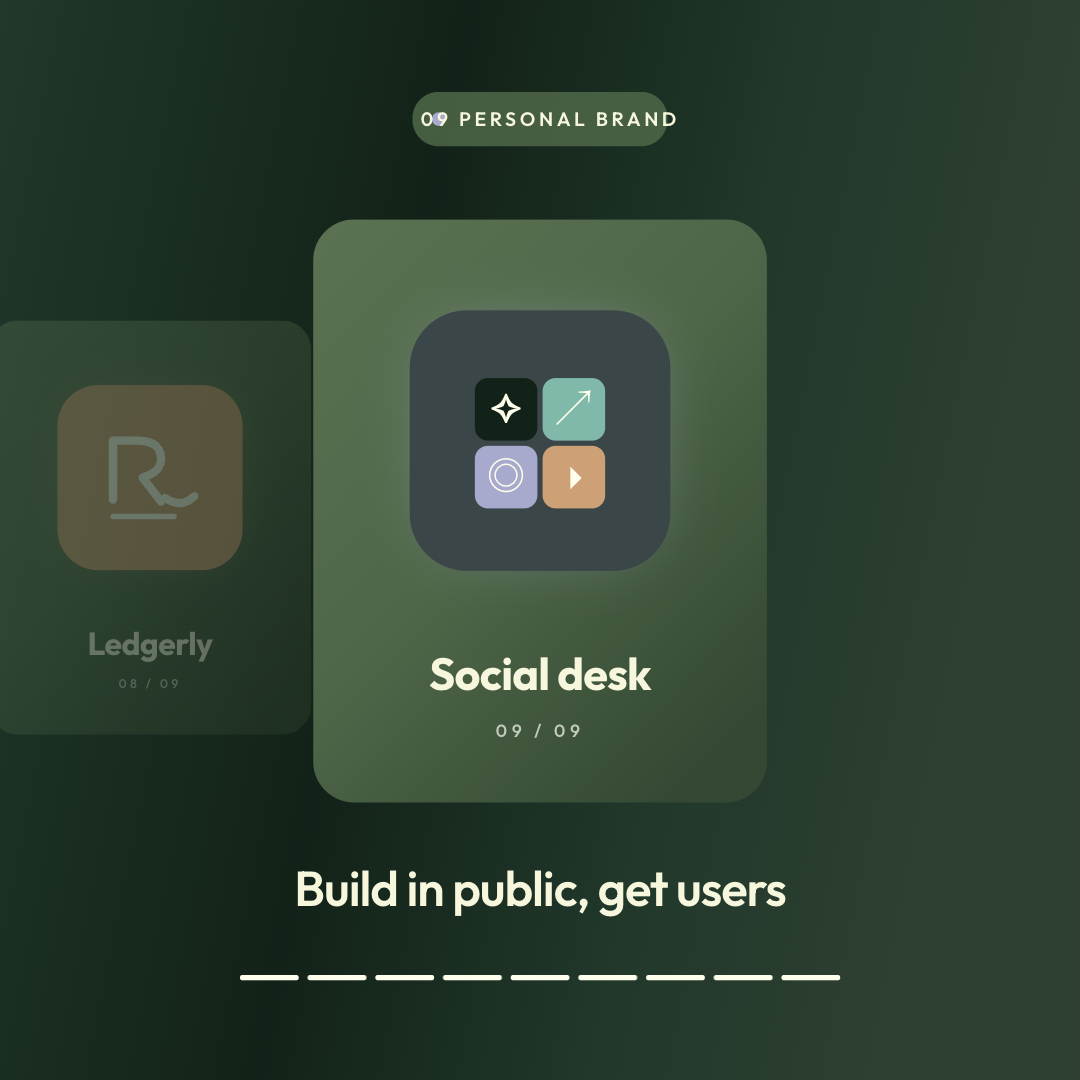 09 PERSONAL BRAND
Ledgerly
08 / 09
Social desk
09 / 09
Build in public, get users